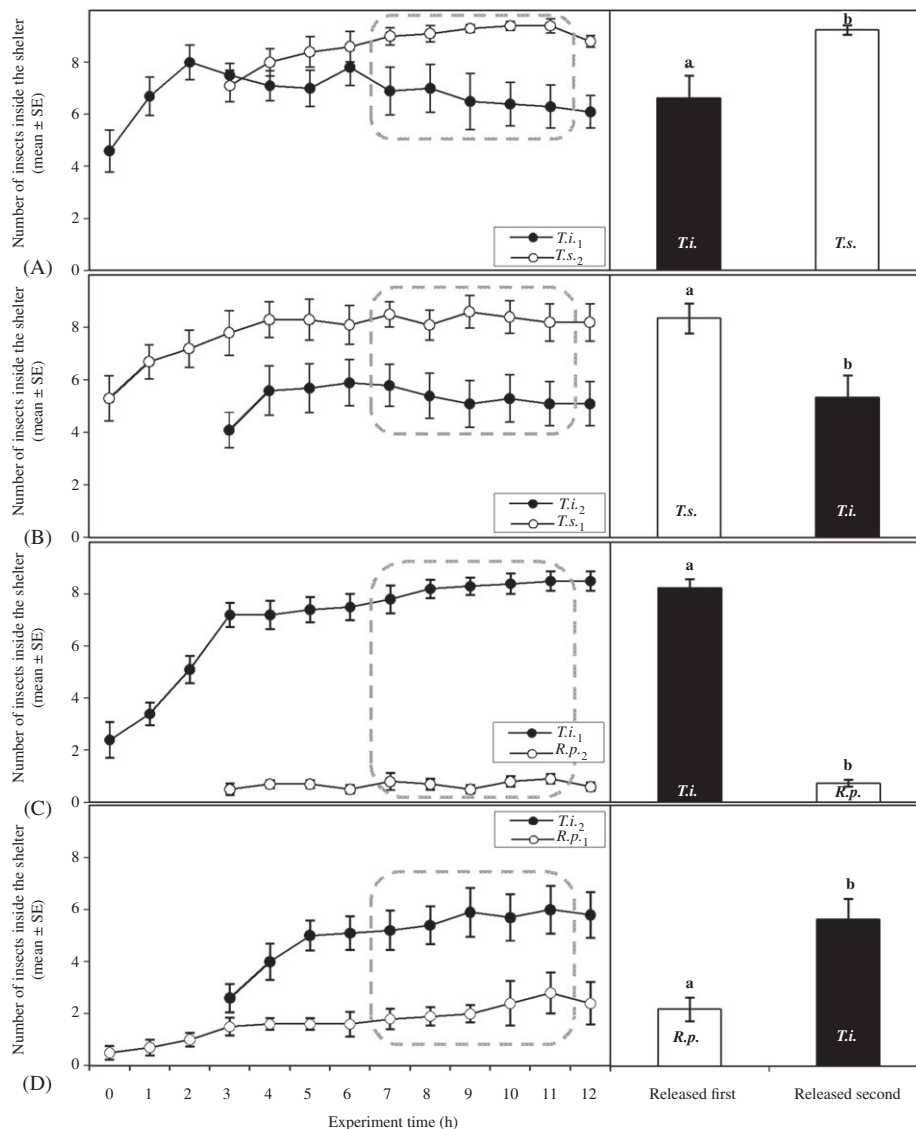 Number of insects inside the shelter
(mean ± SE)
8
6
4
2
0
T.i.1
T.s.2
a
b
T.i.
T.s.
(A)
Number of insects inside the shelter
(mean ± SE)
8
6
4
2
0
T.i.2
T.s.1
a
b
T.s.
T.i.
(B)
Number of insects inside the shelter
(mean ± SE)
8
6
4
2
0
T.i.1
R.p.2
a
b
T.i.
R.p.
(C)
Number of insects inside the shelter
(mean ± SE)
8
6
4
2
0
T.i.2
R.p.1
a
b
R.p.
T.i.
(D)
0 1 2 3 4 5 6 7 8 9 10 11 12
Released first Released second
Experiment time (h)